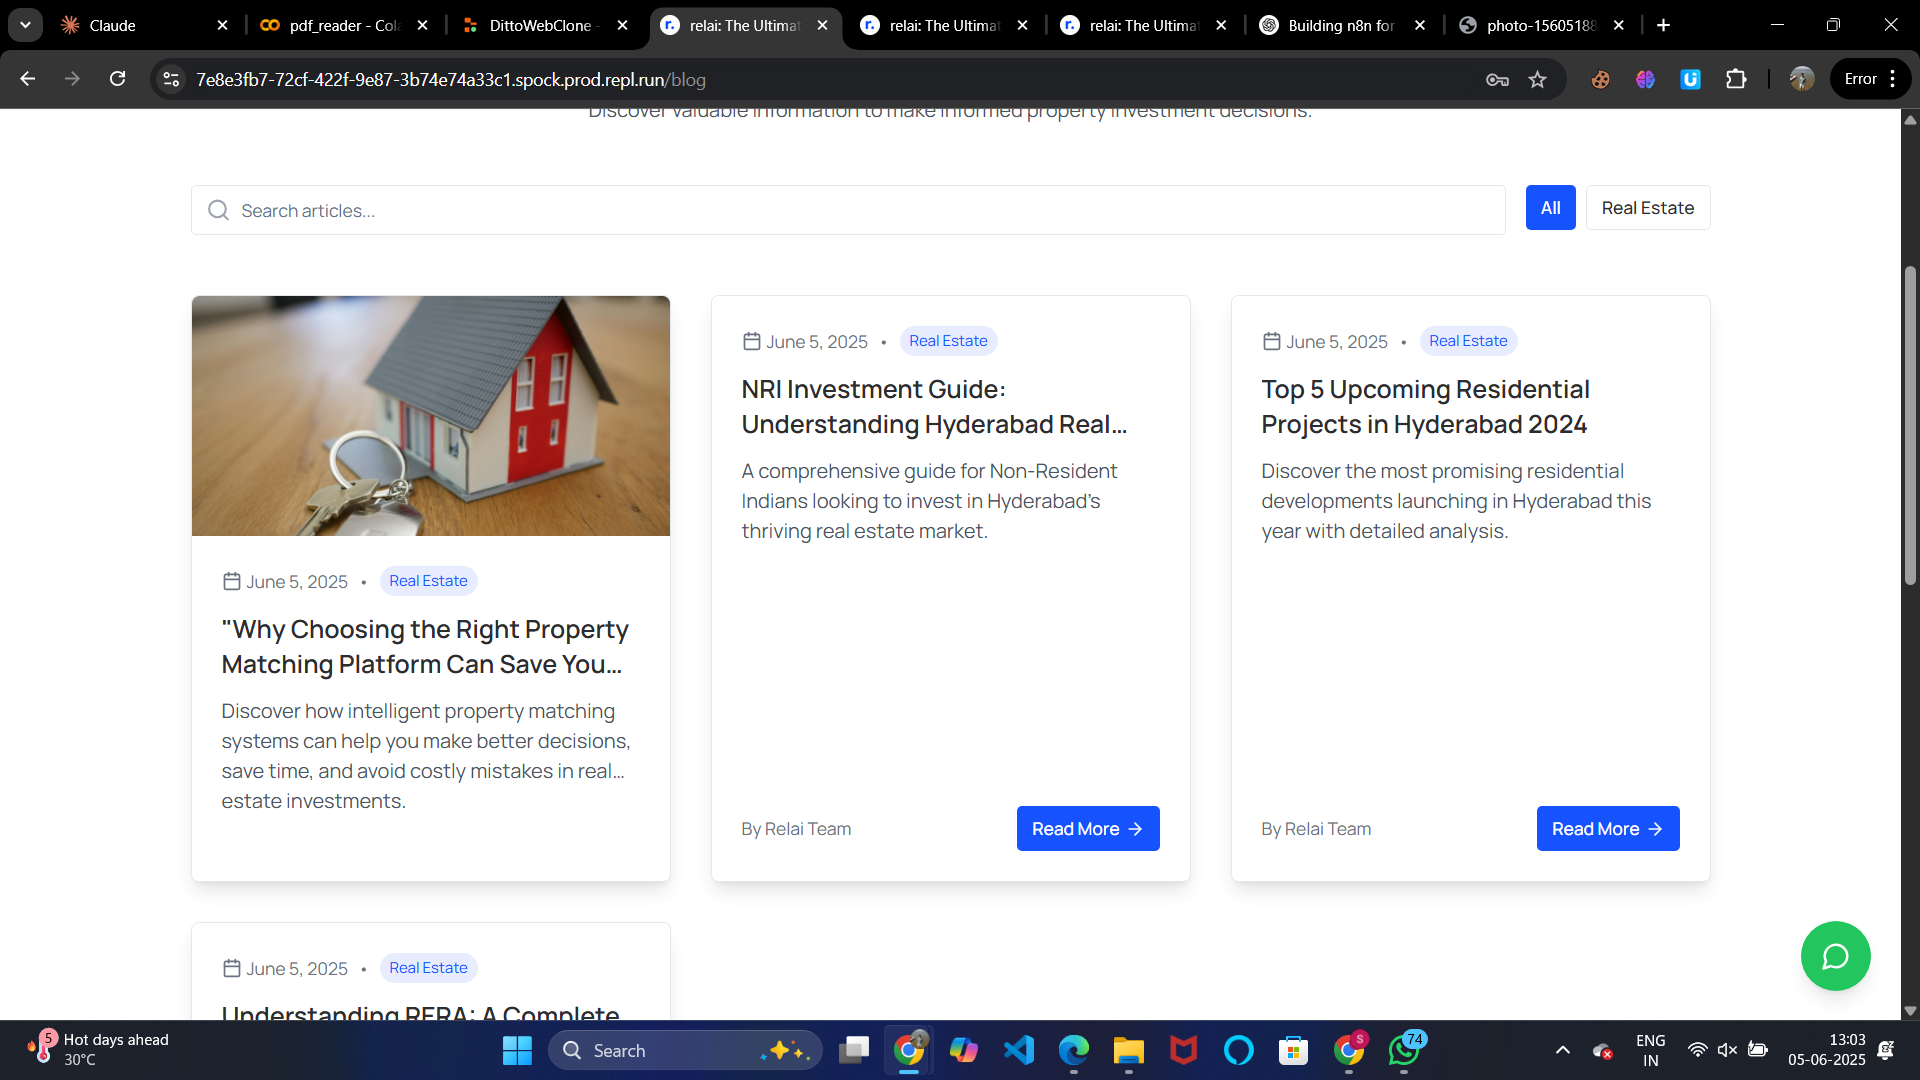 Claude
pdf_reader - Cola
DittoWebClone -
relai: The Ultimat
relai: The Ultimat
relai: The Ultimat
Building n8n for
photo-15605188
7e8e3fb7-72cf-422f-9e87-3b74e74a33c1.spock.prod.repl.run/blog
Error
Discover valuable information to make informed property investment decisions.
Search articles...
All
Real Estate
June 5, 2025 • Real Estate
"Why Choosing the Right Property
Matching Platform Can Save You...
Discover how intelligent property matching
systems can help you make better decisions,
save time, and avoid costly mistakes in real...
estate investments.
June 5, 2025 • Real Estate
NRI Investment Guide:
Understanding Hyderabad Real...
A comprehensive guide for Non-Resident
Indians looking to invest in Hyderabad's
thriving real estate market.
By Relai Team
Read More →
June 5, 2025 • Real Estate
Top 5 Upcoming Residential
Projects in Hyderabad 2024
Discover the most promising residential
developments launching in Hyderabad this
year with detailed analysis.
By Relai Team
Read More →
June 5, 2025 • Real Estate
Understanding RERA: A Complete
5
Hot days ahead
30°C
Search
S
74
ENG
IN
13:03
05-06-2025